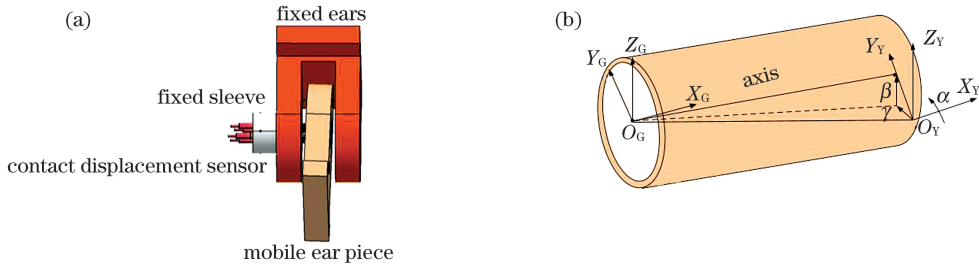 (a)
fixed ears
fixed sleeve
contact displacement sensor
mobile ear piece
(b)
Y_G
Z_G
X_G
O_G
axis
Y_Y
Z_Y
X_Y
O_Y
α
β
γ